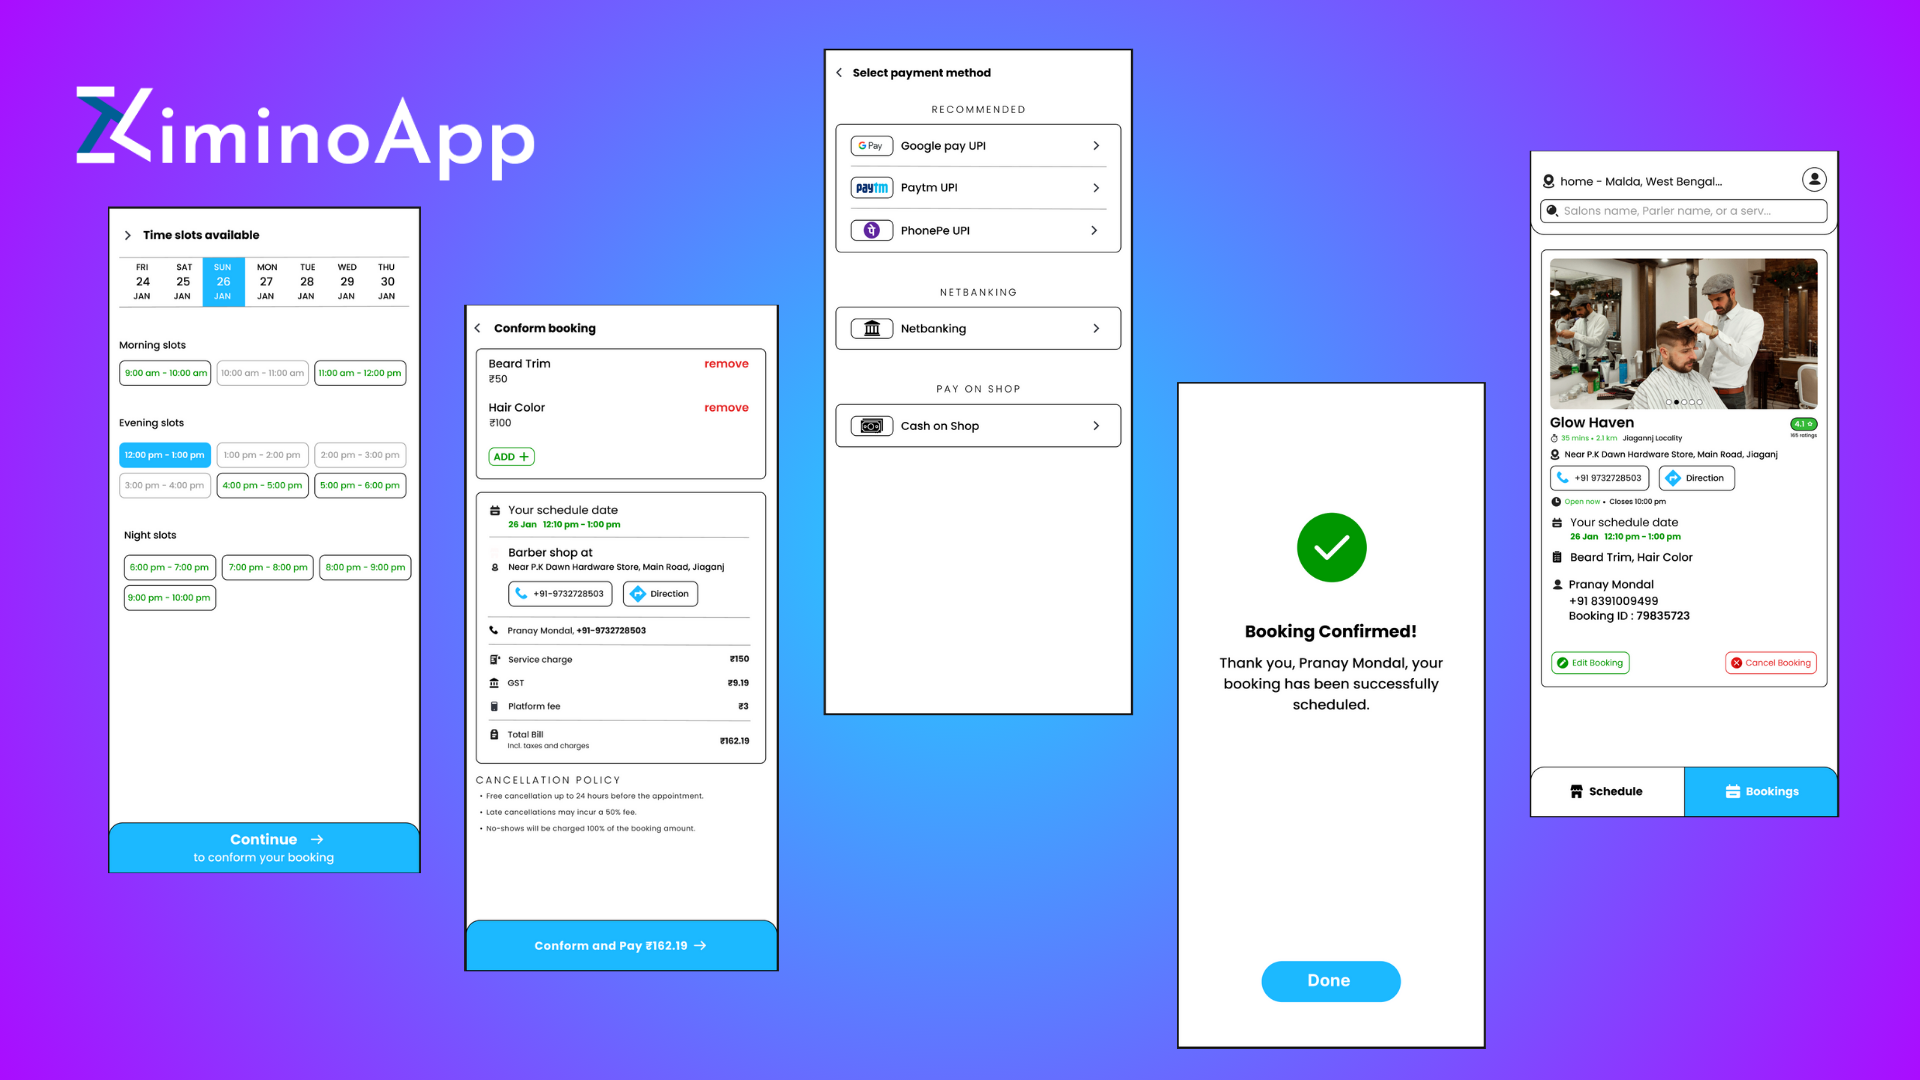 KiminoApp
Time slots available
FRI SAT SUN MON TUE WED THU
24 25 26 27 28 29 30
JAN JAN JAN JAN JAN JAN JAN
Morning slots
9:00 am - 10:00 am 10:00 am - 11:00 am 11:00 am - 12:00 pm
Evening slots
12:00 pm - 1:00 pm 1:00 pm - 2:00 pm 2:00 pm - 3:00 pm
3:00 pm - 4:00 pm 4:00 pm - 5:00 pm 5:00 pm - 6:00 pm
Night slots
6:00 pm - 7:00 pm 7:00 pm - 8:00 pm 8:00 pm - 9:00 pm
9:00 pm - 10:00 pm
Continue →
to conform your booking
Conform booking
Beard Trim remove
₹50
Hair Color remove
₹100
ADD +
Your schedule date
26 Jan 12:10 pm - 1:00 pm
Barber shop at
Near P.K Dawn Hardware Store, Main Road, Jiaganj
+91-9732728503 Direction
Pranay Mondal, +91-9732728503
Service charge ₹150
GST ₹9.19
Platform fee ₹3
Total Bill ₹162.19
Incl. taxes and charges
CANCELLATION POLICY
• Free cancellation up to 24 hours before the appointment.
• Late cancellations may incur a 50% fee.
• No-shows will be charged 100% of the booking amount.
Conform and Pay ₹162.19 →
Select payment method
RECOMMENDED
G Pay Google pay UPI
paytm Paytm UPI
पे PhonePe UPI
NETBANKING
Netbanking
PAY ON SHOP
Cash on Shop
Booking Confirmed!
Thank you, Pranay Mondal, your
booking has been successfully
scheduled.
Done
home - Malda, West Bengal...
Salons name, Parler name, or a serv...
Glow Haven 4.1
35 mins • 2.1 km Jiagannj Locality 165 ratings
Near P.K Dawn Hardware Store, Main Road, Jiaganj
+91 9732728503 Direction
Open now • Closes 10:00 pm
Your schedule date
26 Jan 12:10 pm - 1:00 pm
Beard Trim, Hair Color
Pranay Mondal
+91 8391009499
Booking ID : 79835723
Edit Booking Cancel Booking
Schedule Bookings